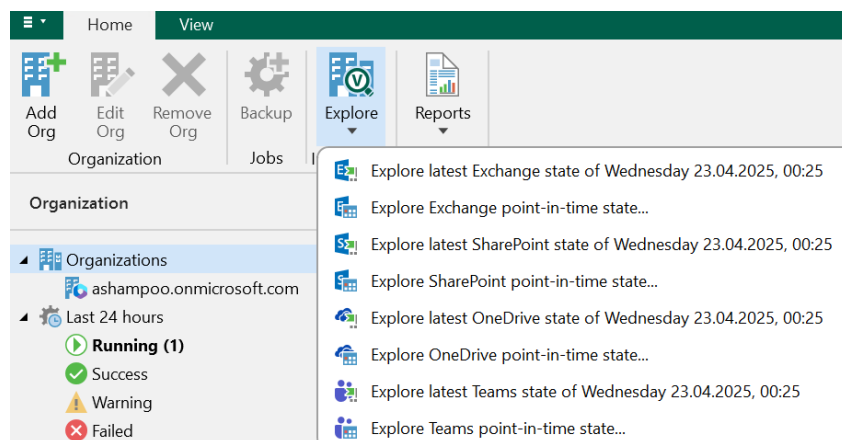 Home View
Add Org
Edit Org
Remove Org
Backup
Explore
Reports
Organization
Jobs
Organization
Organizations
ashampoo.onmicrosoft.com
Last 24 hours
Running (1)
Success
Warning
Failed
Explore latest Exchange state of Wednesday 23.04.2025, 00:25
Explore Exchange point-in-time state...
Explore latest SharePoint state of Wednesday 23.04.2025, 00:25
Explore SharePoint point-in-time state...
Explore latest OneDrive state of Wednesday 23.04.2025, 00:25
Explore OneDrive point-in-time state...
Explore latest Teams state of Wednesday 23.04.2025, 00:25
Explore Teams point-in-time state...